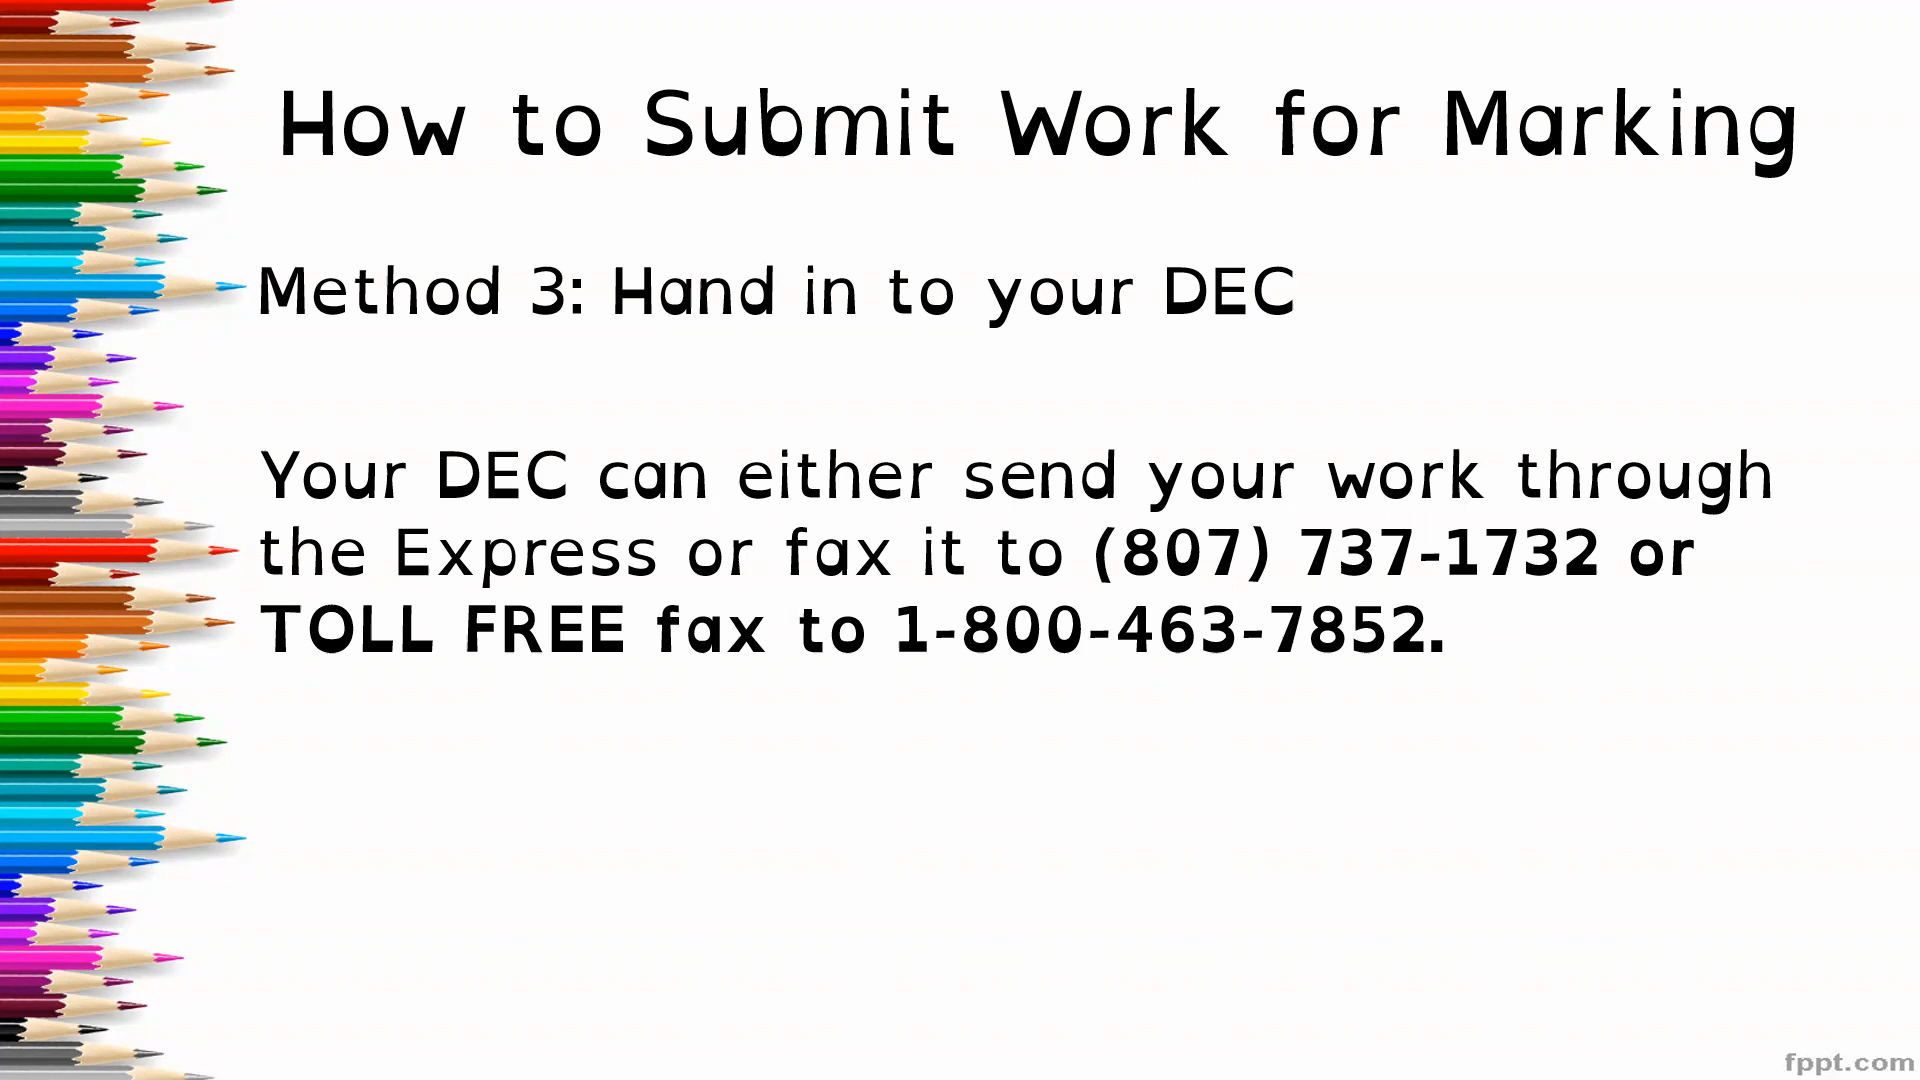 How to Submit Work for Marking
Method 3: Hand in to your DEC
Your DEC can either send your work through
the Express or fax it to (807) 737-1732 or
TOLL FREE fax to 1-800-463-7852.
fppt.com